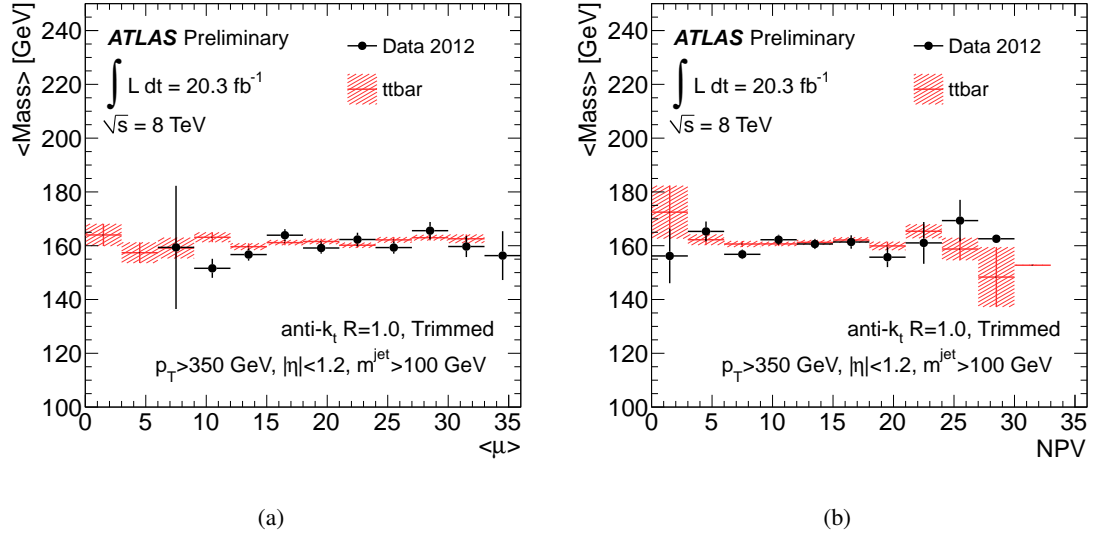 <Mass> [GeV]
240
220
200
180
160
140
120
100
ATLAS Preliminary
∫ L dt = 20.3 fb⁻¹
√s = 8 TeV
Data 2012
ttbar
anti-kₜ R=1.0, Trimmed
p_T>350 GeV, |η|<1.2, m^jet>100 GeV
0 5 10 15 20 25 30 35
<μ>
(a)
<Mass> [GeV]
240
220
200
180
160
140
120
100
ATLAS Preliminary
∫ L dt = 20.3 fb⁻¹
√s = 8 TeV
Data 2012
ttbar
anti-kₜ R=1.0, Trimmed
p_T>350 GeV, |η|<1.2, m^jet>100 GeV
0 5 10 15 20 25 30 35
NPV
(b)